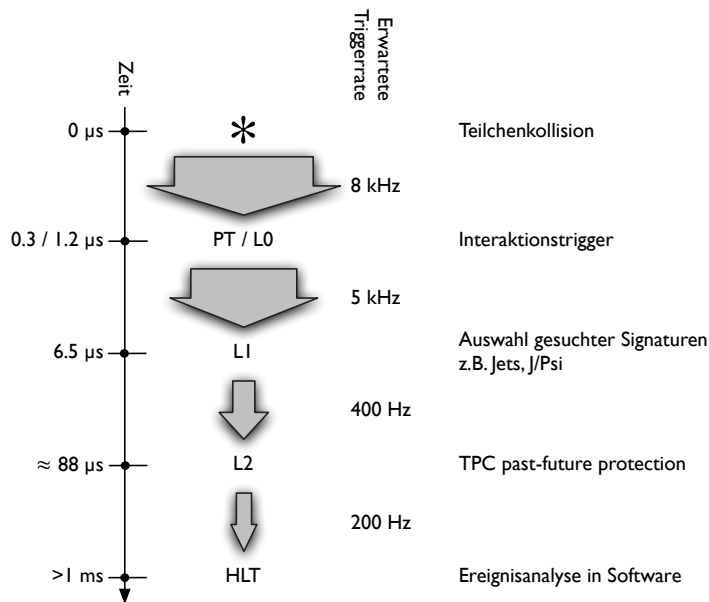 Zeit
Erwartete
Triggerrate
0 µs
*
Teilchenkollision
8 kHz
0.3 / 1.2 µs
PT / L0
Interaktionstrigger
5 kHz
6.5 µs
L1
Auswahl gesuchter Signaturen
z.B. Jets, J/Psi
400 Hz
≈ 88 µs
L2
TPC past-future protection
200 Hz
>1 ms
HLT
Ereignisanalyse in Software